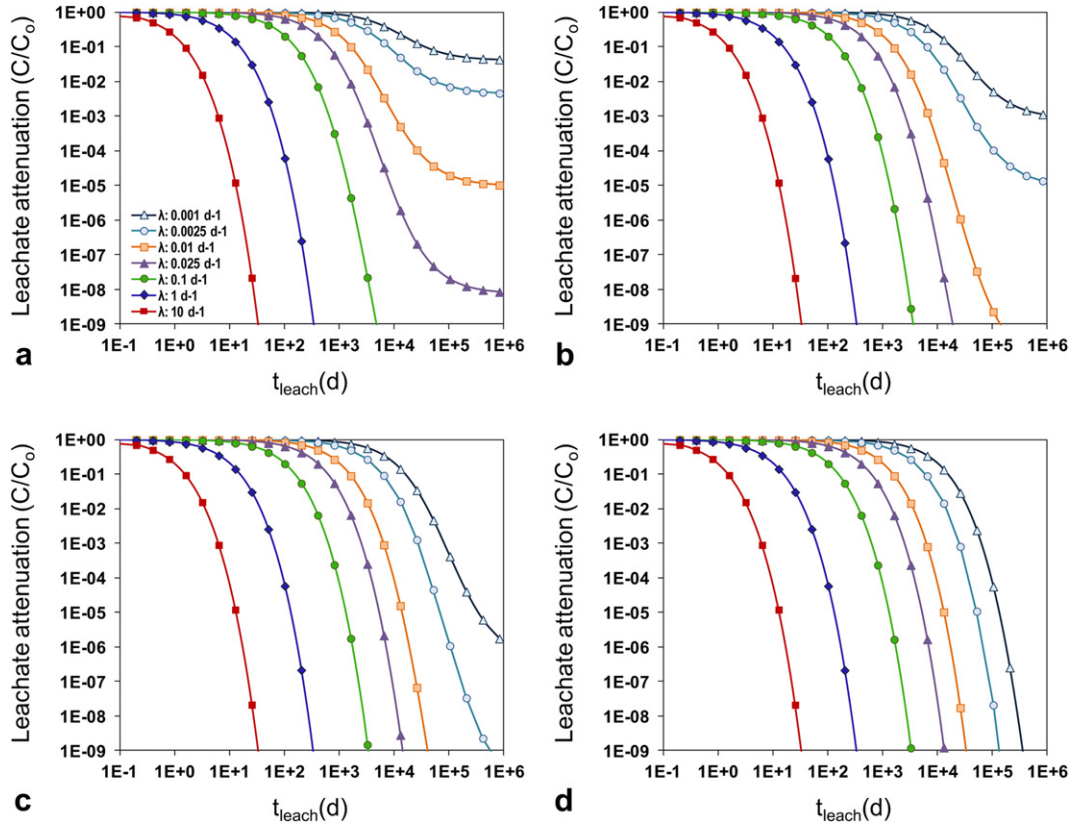 Leachate attenuation (C/Co)
1E+00
1E-01
1E-02
1E-03
1E-04
1E-05
1E-06
1E-07
1E-08
1E-09
λ: 0.001 d-1
λ: 0.0025 d-1
λ: 0.01 d-1
λ: 0.025 d-1
λ: 0.1 d-1
λ: 1 d-1
λ: 10 d-1
1E-1 1E+0 1E+1 1E+2 1E+3 1E+4 1E+5 1E+6
a
tleach(d)
Leachate attenuation (C/Co)
1E+00
1E-01
1E-02
1E-03
1E-04
1E-05
1E-06
1E-07
1E-08
1E-09
1E-1 1E+0 1E+1 1E+2 1E+3 1E+4 1E+5 1E+6
b
tleach(d)
Leachate attenuation (C/Co)
1E+00
1E-01
1E-02
1E-03
1E-04
1E-05
1E-06
1E-07
1E-08
1E-09
1E-1 1E+0 1E+1 1E+2 1E+3 1E+4 1E+5 1E+6
c
tleach(d)
Leachate attenuation (C/Co)
1E+00
1E-01
1E-02
1E-03
1E-04
1E-05
1E-06
1E-07
1E-08
1E-09
1E-1 1E+0 1E+1 1E+2 1E+3 1E+4 1E+5 1E+6
d
tleach(d)